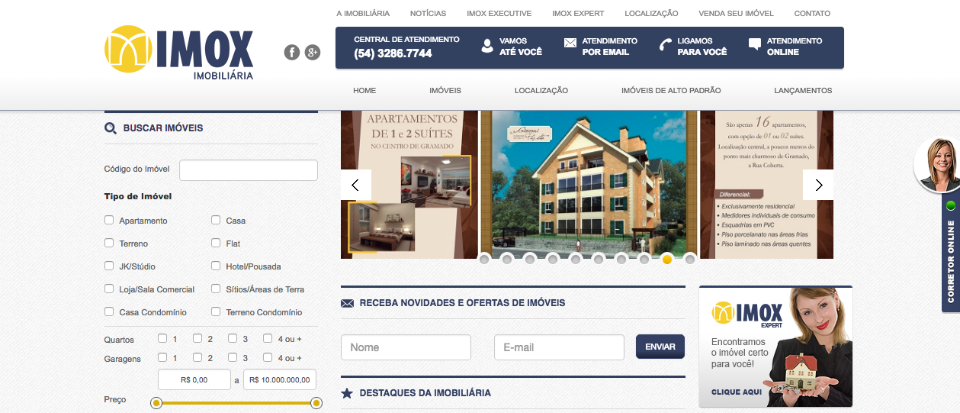 A IMOBILIÁRIA NOTÍCIAS IMOX EXECUTIVE IMOX EXPERT LOCALIZAÇÃO VENDA SEU IMÓVEL CONTATO
IMOX
IMOBILIÁRIA
CENTRAL DE ATENDIMENTO
(54) 3286.7744
VAMOS
ATÉ VOCÊ
ATENDIMENTO
POR EMAIL
LIGAMOS
PARA VOCÊ
ATENDIMENTO
ONLINE
HOME IMÓVEIS LOCALIZAÇÃO IMÓVEIS DE ALTO PADRÃO LANÇAMENTOS
BUSCAR IMÓVEIS
Código do Imóvel
Tipo de Imóvel
Apartamento Casa
Terreno Flat
JK/Stúdio Hotel/Pousada
Loja/Sala Comercial Sítios/Áreas de Terra
Casa Condomínio Terreno Condomínio
Quartos 1 2 3 4 ou +
Garagens 1 2 3 4 ou +
R$ 0,00 a R$ 10.000.000,00
Preço
APARTAMENTOS
DE 1 e 2 SUÍTES
NO CENTRO DE GRAMADO
São apenas 16 apartamentos,
com opção de 01 ou 02 suítes.
Localização central, a poucos metros do
ponto mais charmoso de Gramado,
a Rua Coberta.
Diferencial:
• Exclusivamente residencial
• Medidores individuais de consumo
• Esquadrias em PVC
• Piso porcelanato nas áreas frias
• Piso laminado nas áreas quentes
RECEBA NOVIDADES E OFERTAS DE IMÓVEIS
Nome E-mail ENVIAR
DESTAQUES DA IMOBILIÁRIA
IMOX
EXPERT
Encontramos
o imóvel certo
para você!
CLIQUE AQUI
CORRETOR ONLINE